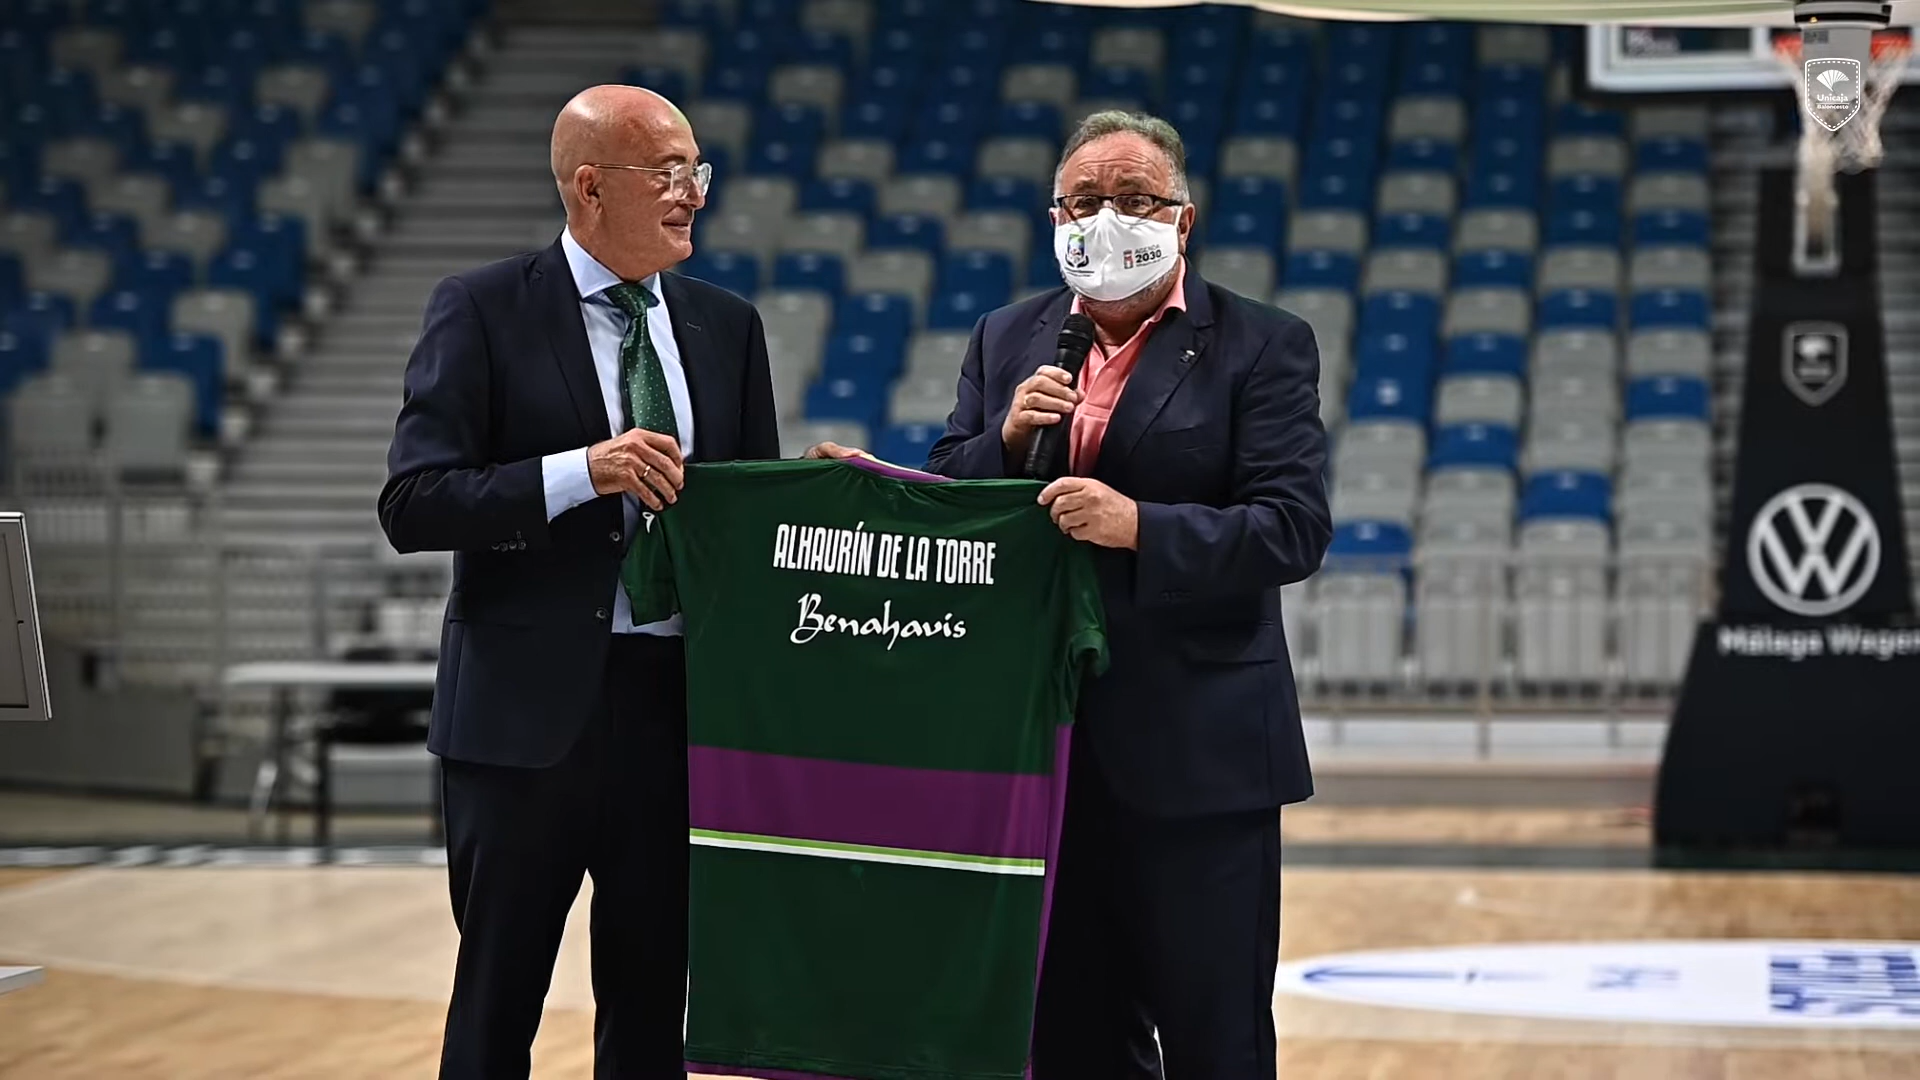 Unicaja
Baloncesto
AGENDA
2030
ALHAURÍN DE LA TORRE
Benahavis
Málaga Wagen